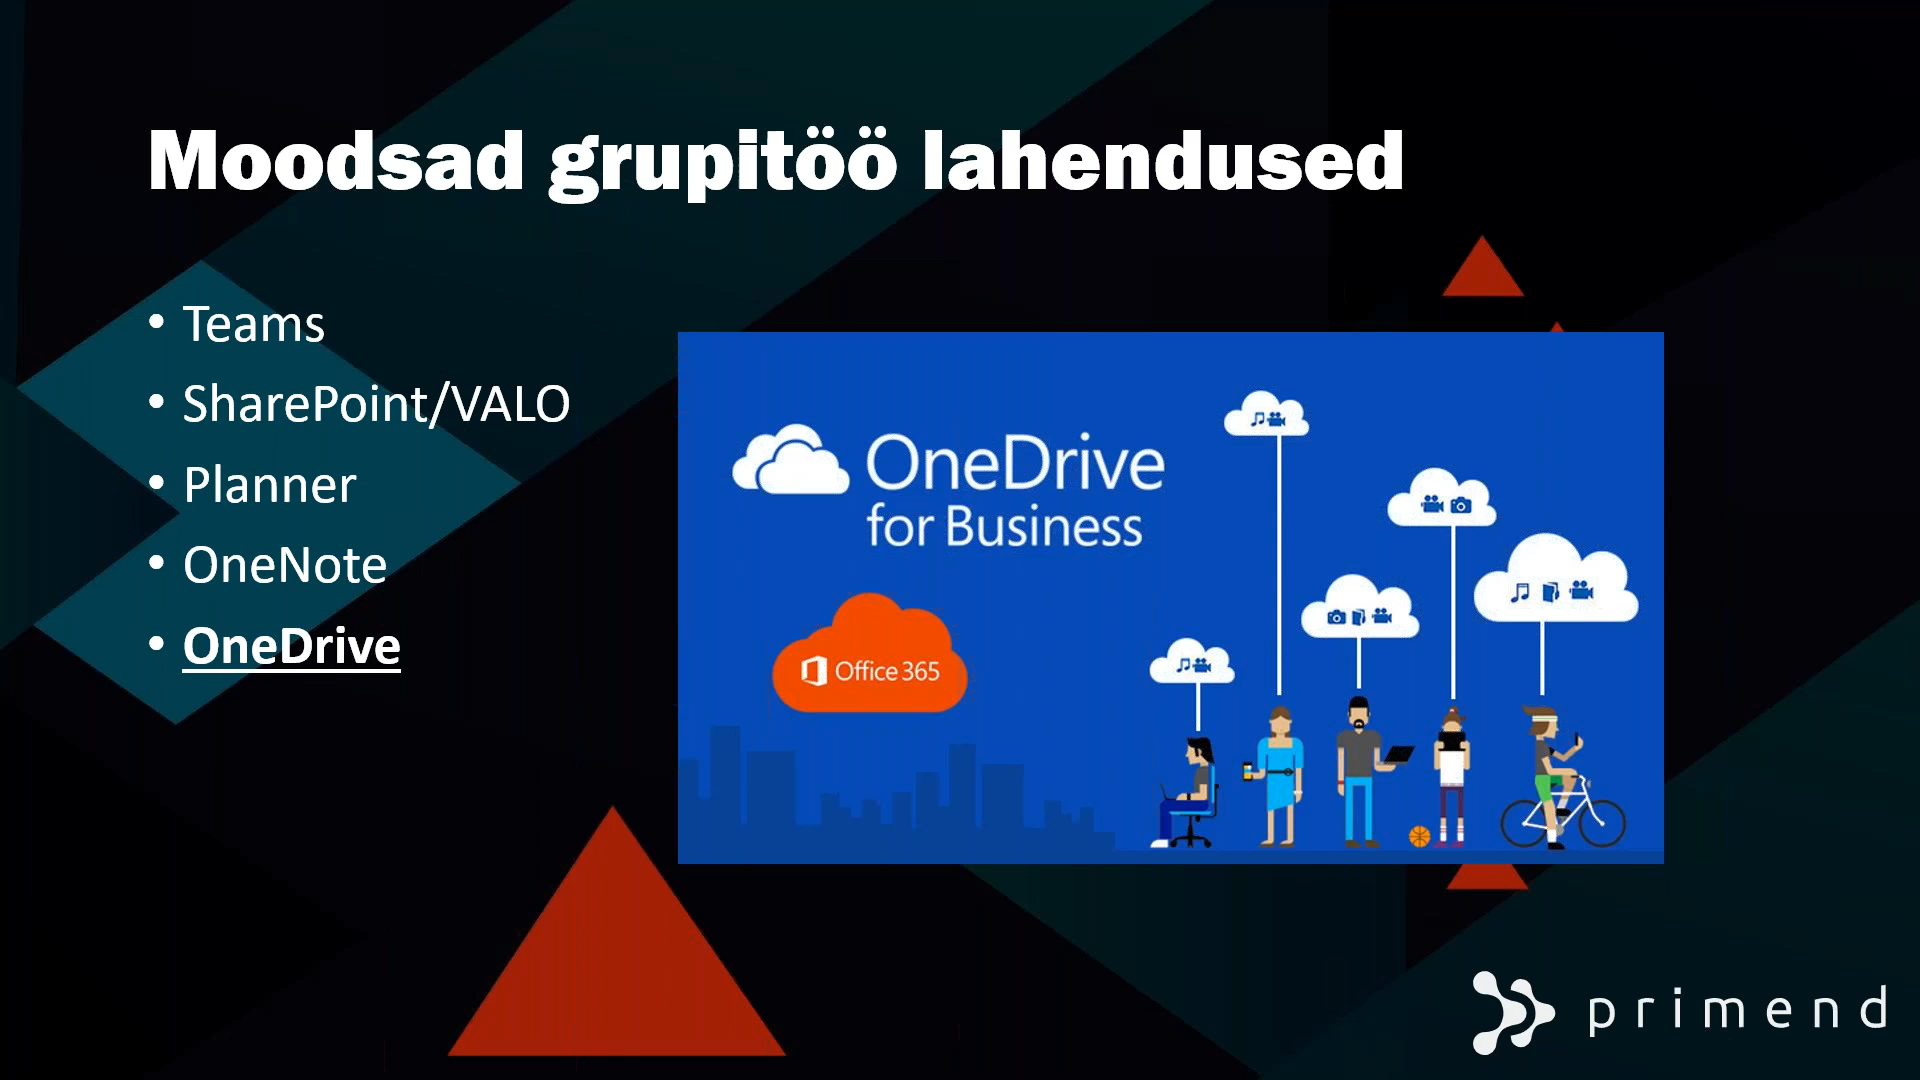 Moodsad grupitöö lahendused
• Teams
• SharePoint/VALO
• Planner
• OneNote
• OneDrive
OneDrive
for Business
Office 365
primend